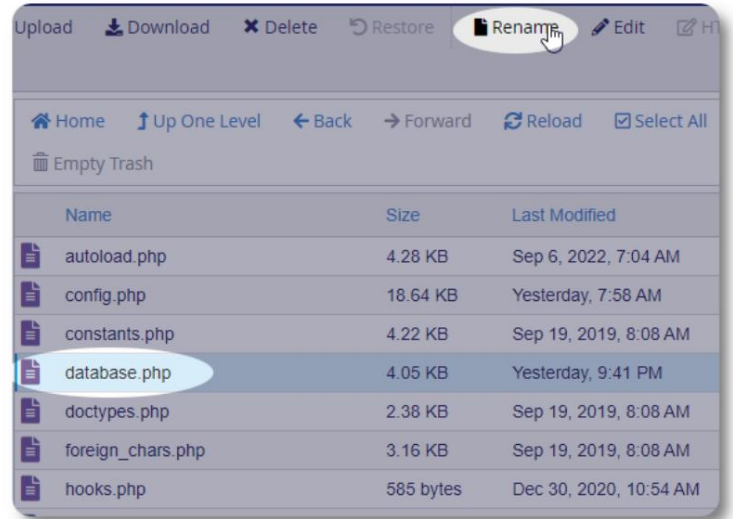 Upload Download Delete Restore Rename Edit
Home Up One Level Back Forward Reload Select All
Empty Trash
Name Size Last Modified
autoload.php 4.28 KB Sep 6, 2022, 7:04 AM
config.php 18.64 KB Yesterday, 7:58 AM
constants.php 4.22 KB Sep 19, 2019, 8:08 AM
database.php 4.05 KB Yesterday, 9:41 PM
doctypes.php 2.38 KB Sep 19, 2019, 8:08 AM
foreign_chars.php 3.16 KB Sep 19, 2019, 8:08 AM
hooks.php 585 bytes Dec 30, 2020, 10:54 AM